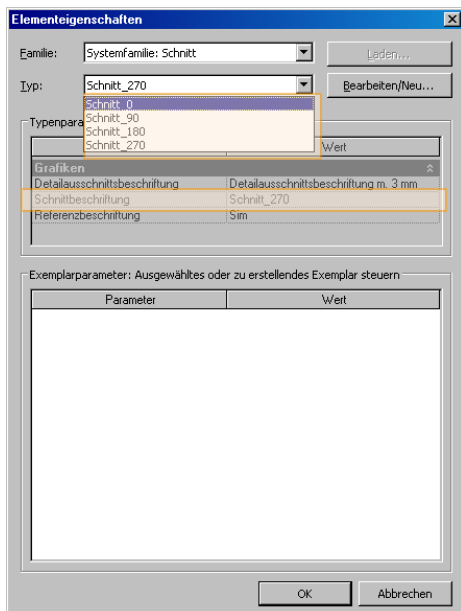 Elementeigenschaften
Familie: Systemfamilie: Schnitt Laden...
Typ: Schnitt_270 Bearbeiten/Neu...
Schnitt_0
Schnitt_90
Schnitt_180
Schnitt_270
Typenpara
Wert
Grafiken
Detailausschnittsbeschriftung Detailausschnittsbeschriftung m. 3 mm
Schnittbeschriftung Schnitt_270
Referenzbeschriftung Sim
Exemplarparameter: Ausgewähltes oder zu erstellendes Exemplar steuern
Parameter Wert
OK Abbrechen